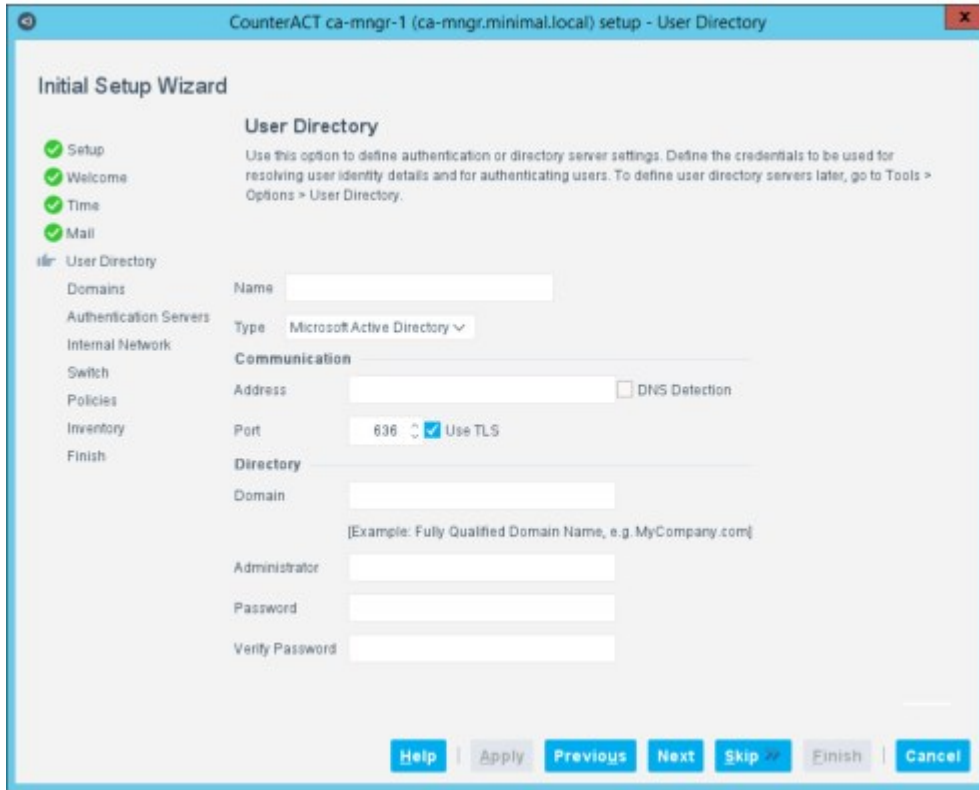 CounterACT ca-mngr-1 (ca-mngr.minimal.local) setup - User Directory
x
Initial Setup Wizard
Setup
Welcome
Time
Mail
User Directory
Domains
Authentication Servers
Internal Network
Switch
Policies
Inventory
Finish
User Directory
Use this option to define authentication or directory server settings. Define the credentials to be used for
resolving user identity details and for authenticating users. To define user directory servers later, go to Tools >
Options > User Directory.
Name
Type Microsoft Active Directory
Communication
Address DNS Detection
Port 636 Use TLS
Directory
Domain
[Example: Fully Qualified Domain Name, e.g. MyCompany.com]
Administrator
Password
Verify Password
Help Apply Previous Next Skip >> Finish Cancel